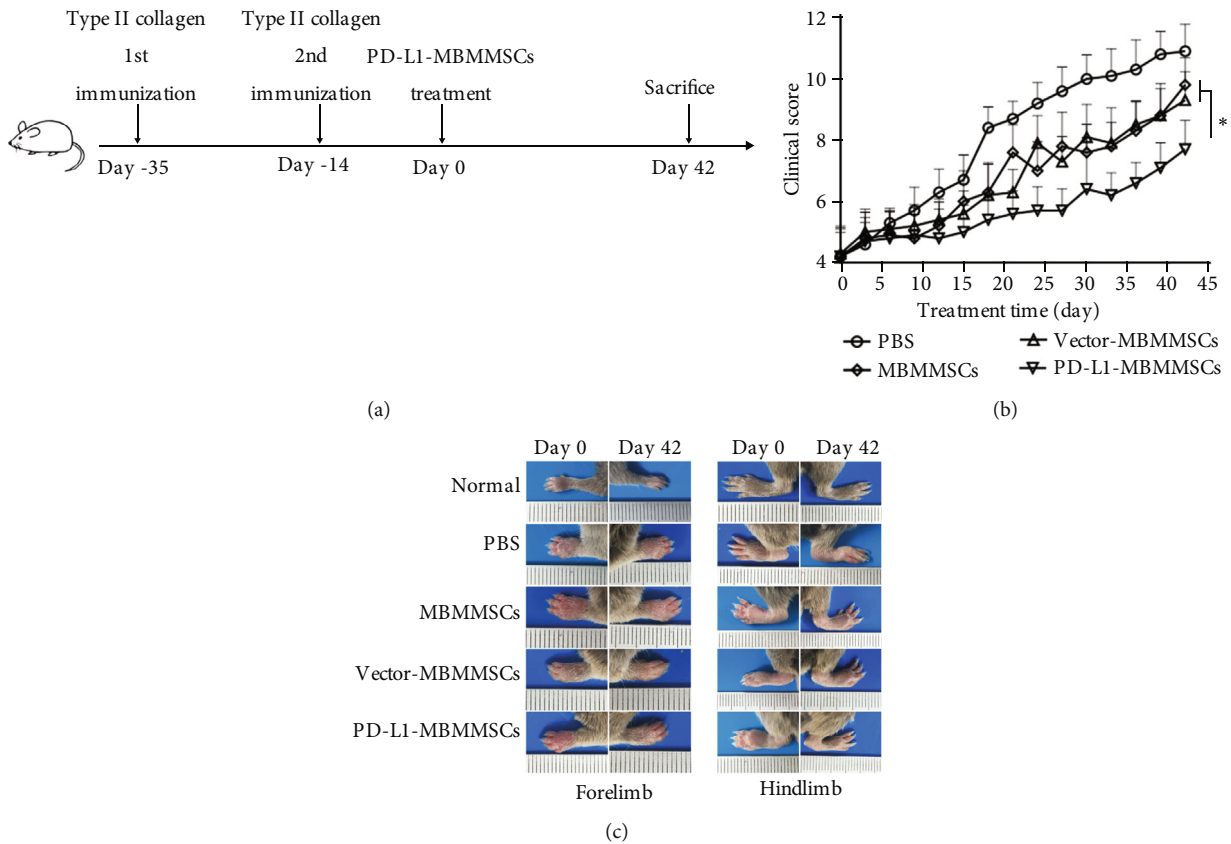 Type II collagen
1st
immunization
Type II collagen
2nd
immunization
PD-L1-MBMMSCs
treatment
Sacrifice
Day -35
Day -14
Day 0
Day 42
(a)
12
10
8
6
4
Clinical score
*
0 5 10 15 20 25 30 35 40 45
Treatment time (day)
PBS
Vector-MBMMSCs
MBMMSCs
PD-L1-MBMMSCs
(b)
Day 0 Day 42 Day 0 Day 42
Normal
PBS
MBMMSCs
Vector-MBMMSCs
PD-L1-MBMMSCs
Forelimb Hindlimb
(c)